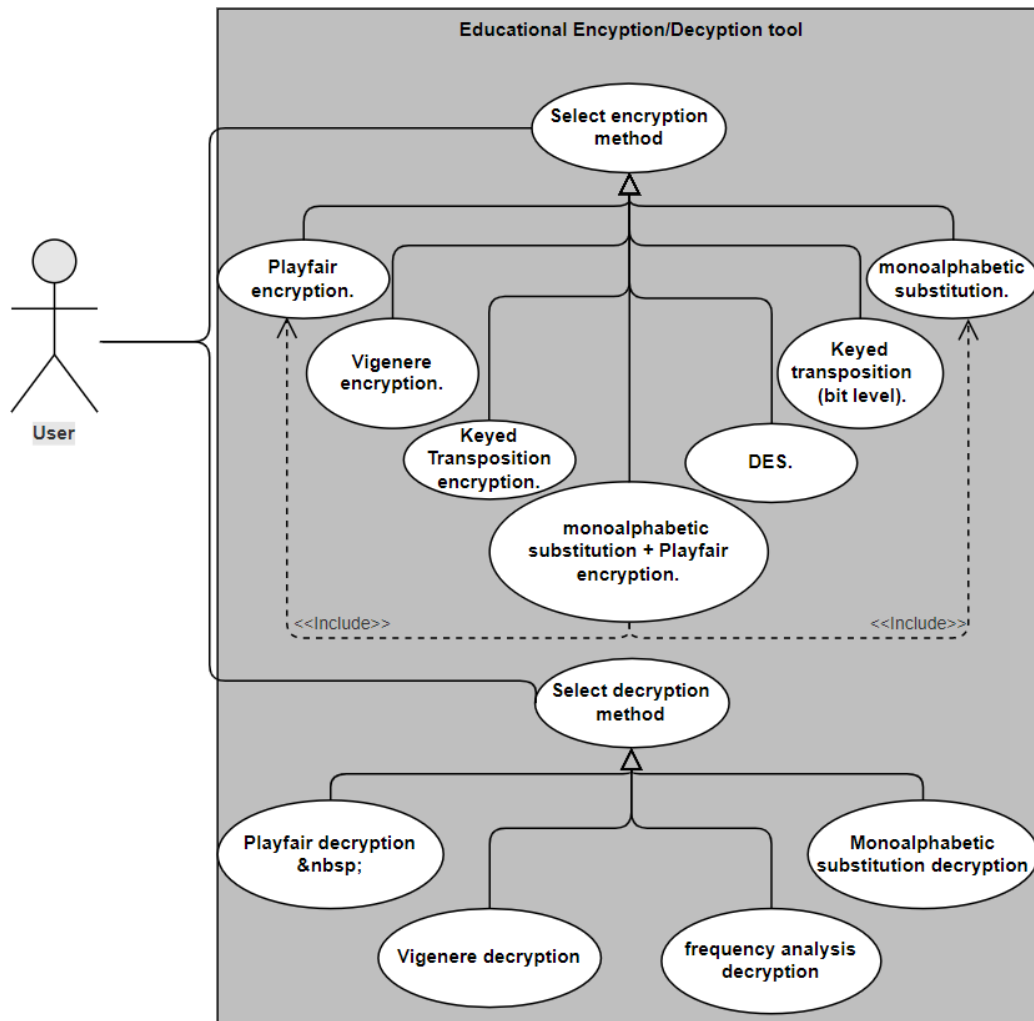 Educational Encyption/Decyption tool
Select encryption
method
Playfair
encryption.
monoalphabetic
substitution.
Vigenere
encryption.
Keyed
transposition
(bit level).
Keyed
Transposition
encryption.
DES.
User
monoalphabetic
substitution + Playfair
encryption.
<<Include>>
<<Include>>
Select decryption
method
Playfair decryption
&nbsp;
Monoalphabetic
substitution decryption
Vigenere decryption
frequency analysis
decryption